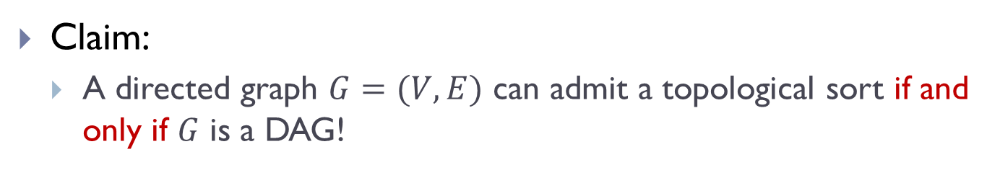 Claim:
A directed graph G = (V, E) can admit a topological sort if and
only if G is a DAG!